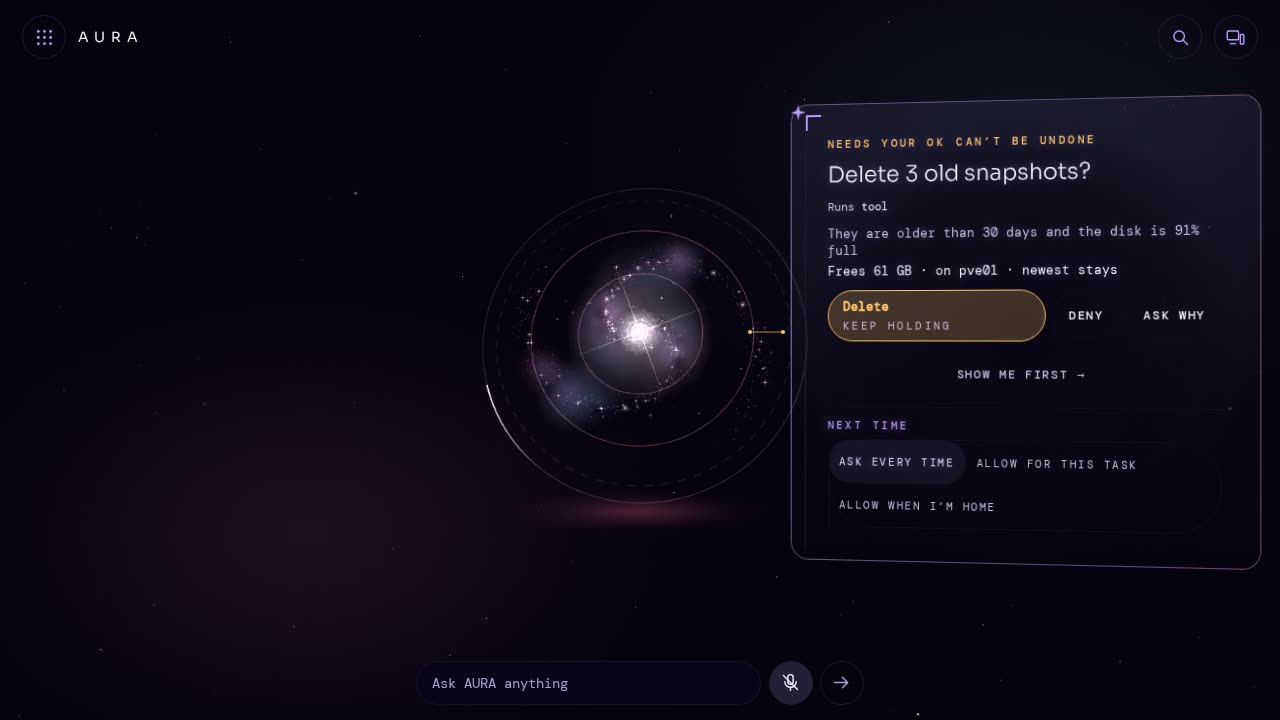 AURA
NEEDS YOUR OK CAN'T BE UNDONE
Delete 3 old snapshots?
Runs tool
They are older than 30 days and the disk is 91%
full
Frees 61 GB · on pve01 · newest stays
Delete
KEEP HOLDING
DENY
ASK WHY
SHOW ME FIRST →
NEXT TIME
ASK EVERY TIME
ALLOW FOR THIS TASK
ALLOW WHEN I'M HOME
Ask AURA anything